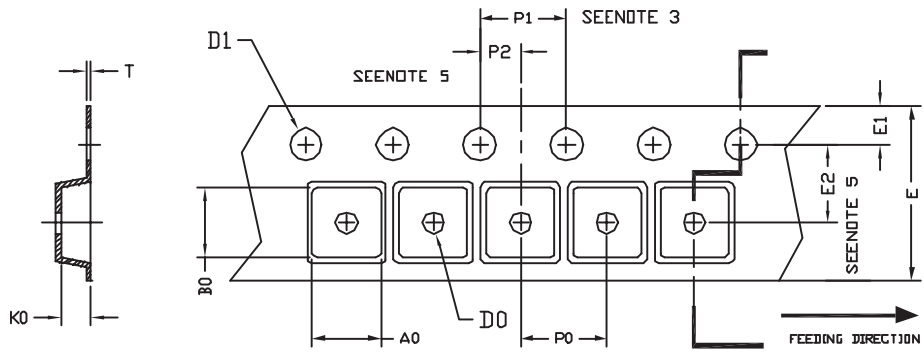 P1
SEENOTE 3
D1
P2
T
SEENOTE 5
E1
E2
E
SEENOTE 5
B0
K0
A0
D0
P0
FEEDING DIRECTION